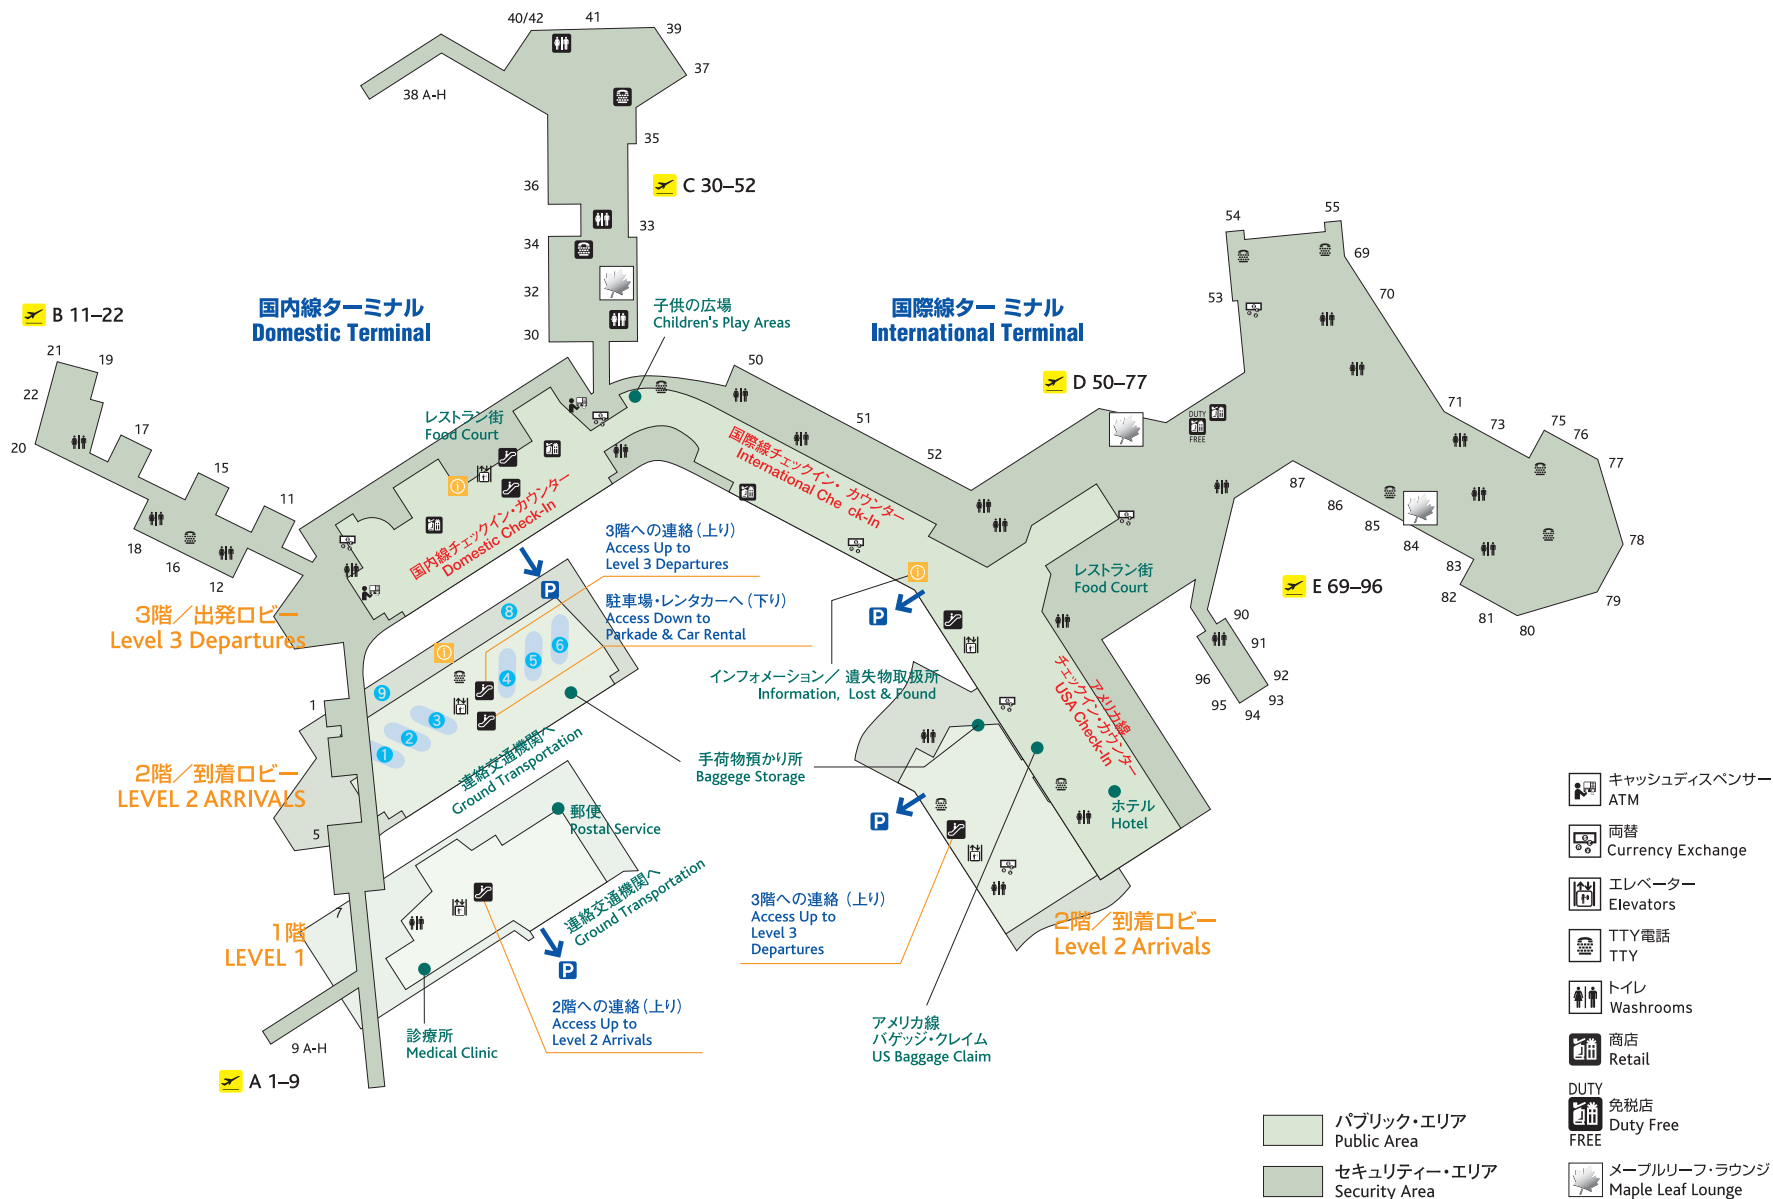 40/42
41
39
37
38 A-H
35
36
C 30–52
33
34
32
30
54
55
69
70
53
国内線ターミナル
Domestic Terminal
子供の広場
Children's Play Areas
国際線ター ミナル
International Terminal
B 11–22
21
19
22
20
17
15
11
18
16
12
50
51
52
D 50–77
DUTY
FREE
71
73
75
76
77
78
79
80
81
82
83
84
85
86
87
E 69–96
90
91
92
93
94
95
96
レストラン街
Food Court
国内線チェックイン・カウンター
Domestic Check-In
国際線チェックイン・ カウンター
International Che ck-In
レストラン街
Food Court
3階への連絡(上り)
Access Up to
Level 3 Departures
駐車場・レンタカーへ(下り)
Access Down to
Parkade & Car Rental
3階/出発ロビー
Level 3 Departures
P
P
8
9
6
5
4
3
2
1
インフォメーション/ 遺失物取扱所
Information, Lost & Found
アメリカ線
チェックイン・カウンター
USA Check-In
1
5
7
2階/到着ロビー
LEVEL 2 ARRIVALS
連絡交通機関へ
Ground Transportation
手荷物預かり所
Baggege Storage
郵便
Postal Service
P
ホテル
Hotel
連絡交通機関へ
Ground Transportation
1階
LEVEL 1
P
3階への連絡 (上り)
Access Up to
Level 3
Departures
2階/到着ロビー
Level 2 Arrivals
2階への連絡(上り)
Access Up to
Level 2 Arrivals
診療所
Medical Clinic
アメリカ線
バゲッジ・クレイム
US Baggage Claim
9 A-H
A 1–9
キャッシュディスペンサー
ATM
両替
Currency Exchange
エレベーター
Elevators
TTY電話
TTY
トイレ
Washrooms
商店
Retail
DUTY
FREE
免税店
Duty Free
メープルリーフ・ラウンジ
Maple Leaf Lounge
パブリック・エリア
Public Area
セキュリティー・エリア
Security Area